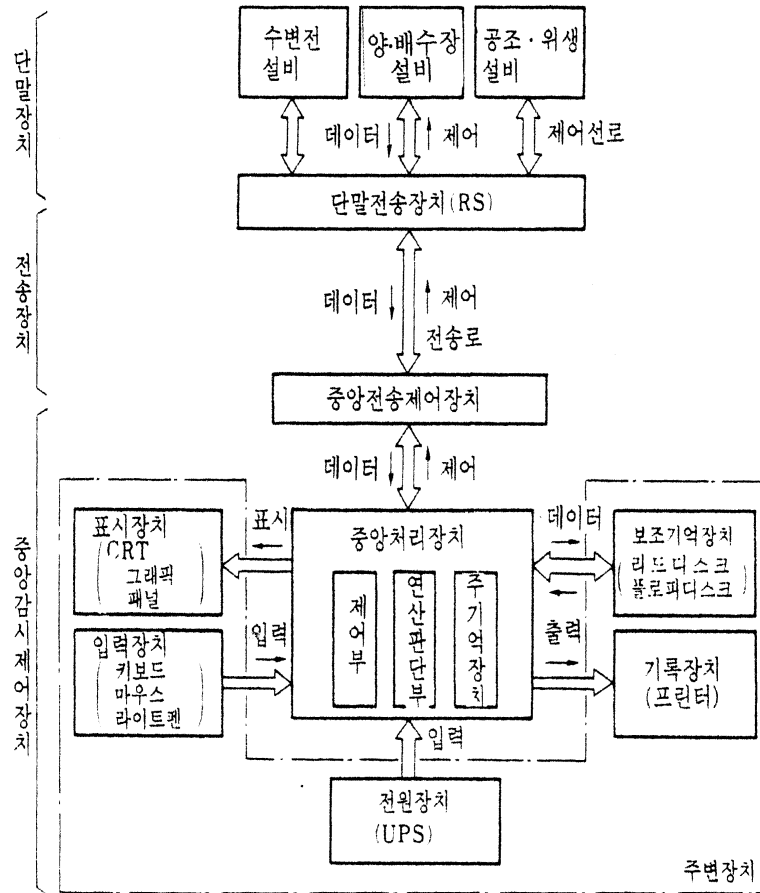 수변전
설비
양·배수장
설비
공조·위생
설비
단말장치
데이터
제어
제어선로
단말전송장치(RS)
전송장치
데이터
제어
전송로
중앙전송제어장치
데이터
제어
중앙감시제어장치
표시장치
CRT
그래픽
패널
표시
중앙처리장치
제어부
연산판단부
주기억장치
데이터
보조기억장치
리드디스크
플로피디스크
입력장치
키보드
마우스
라이트펜
입력
출력
기록장치
(프린터)
입력
전원장치
(UPS)
주변장치